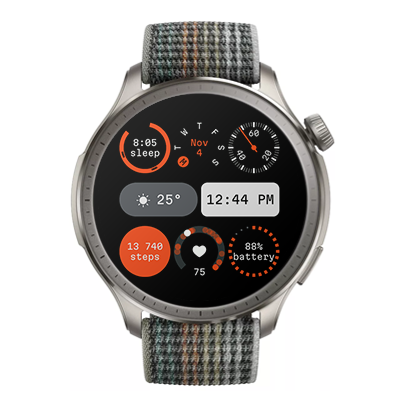 8:05
sleep
M
T
W
T
F
S
S
Nov
4
60
40
20
25°
12:44 PM
13 740
steps
75
88%
battery